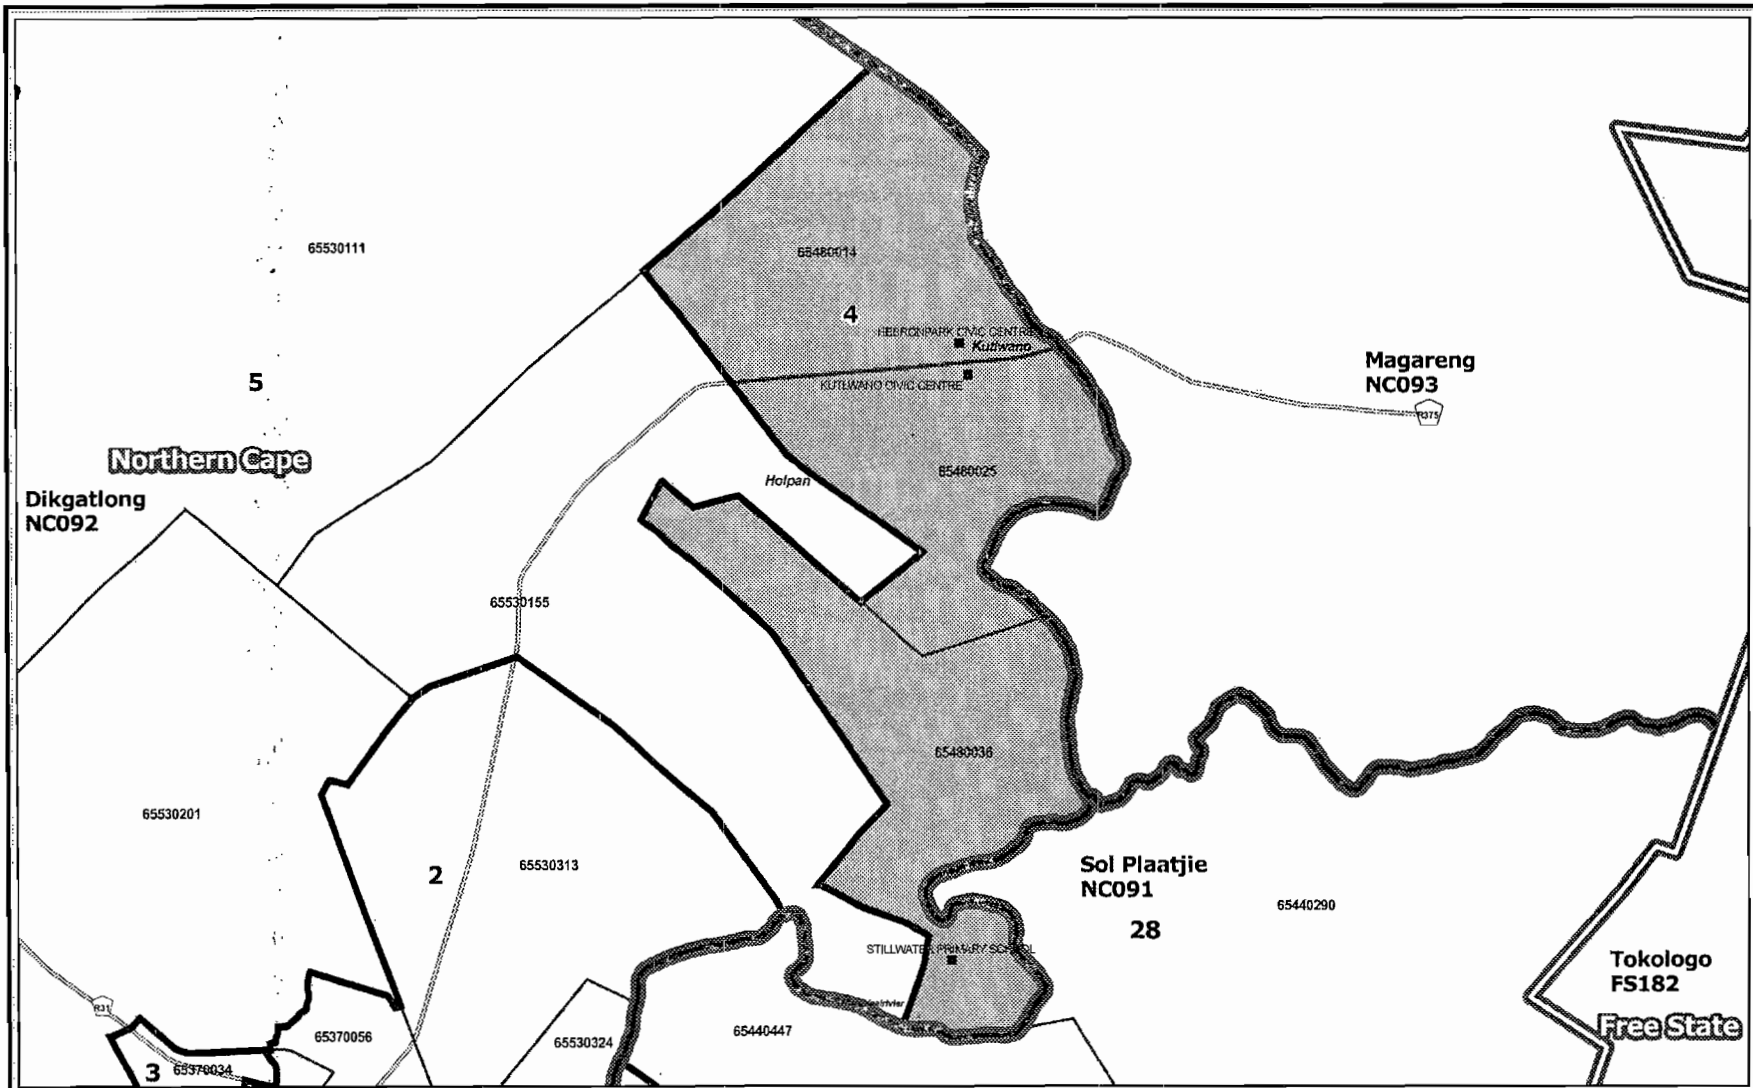 65530111
65480014
4
HEBRONPARK CIVIC CENTRE
Kutlwano
Magareng
NC093
5
KUTLWANO CIVIC CENTRE
R375
Northern Cape
65480025
Holpan
Dikgatlong
NC092
65530155
65480036
65530201
2
65530313
Sol Plaatjie
NC091
65440290
28
STILLWATER PRIMARY SCHOOL
Tokologo
FS182
R31
Free State
65370056
65530324
65440447
3
65370034